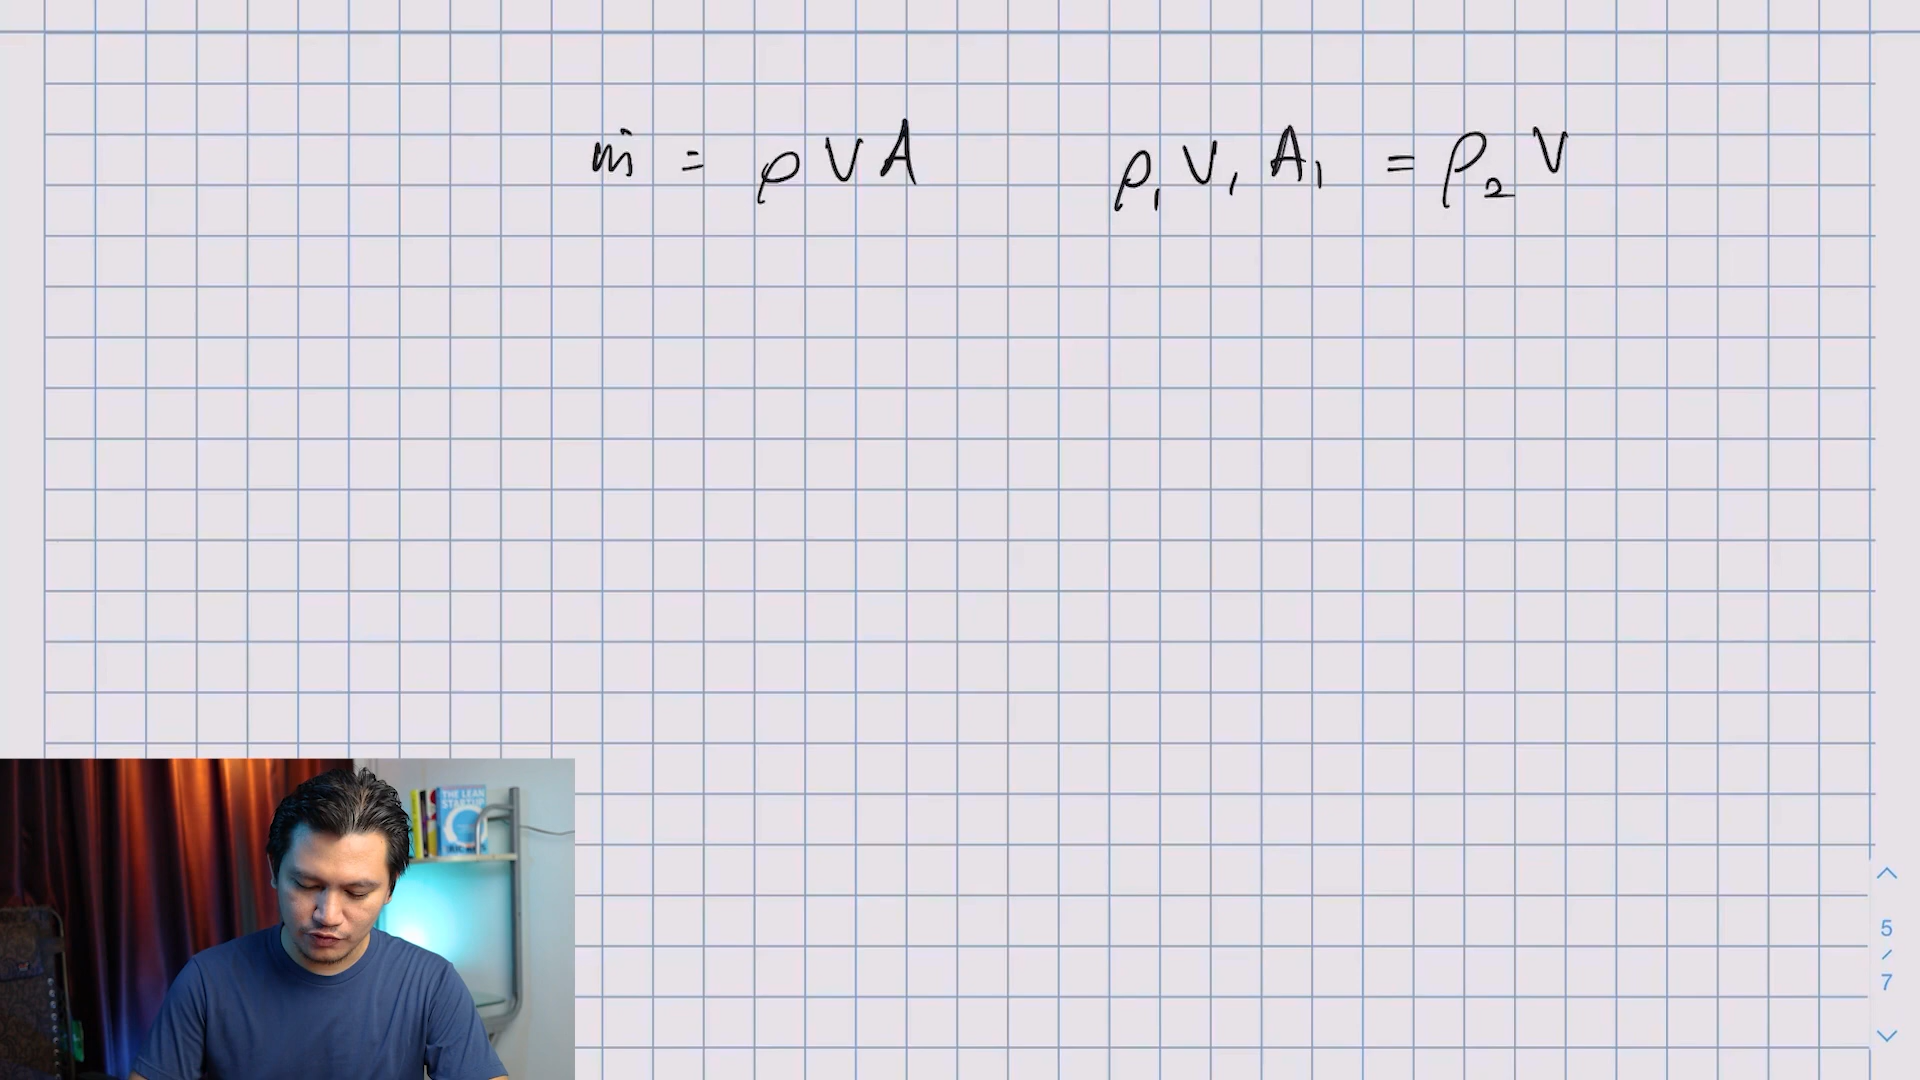 ṁ = ρVA ρ₁V₁A₁ = ρ₂V
THE LEAN
STARTUP
5
/
7